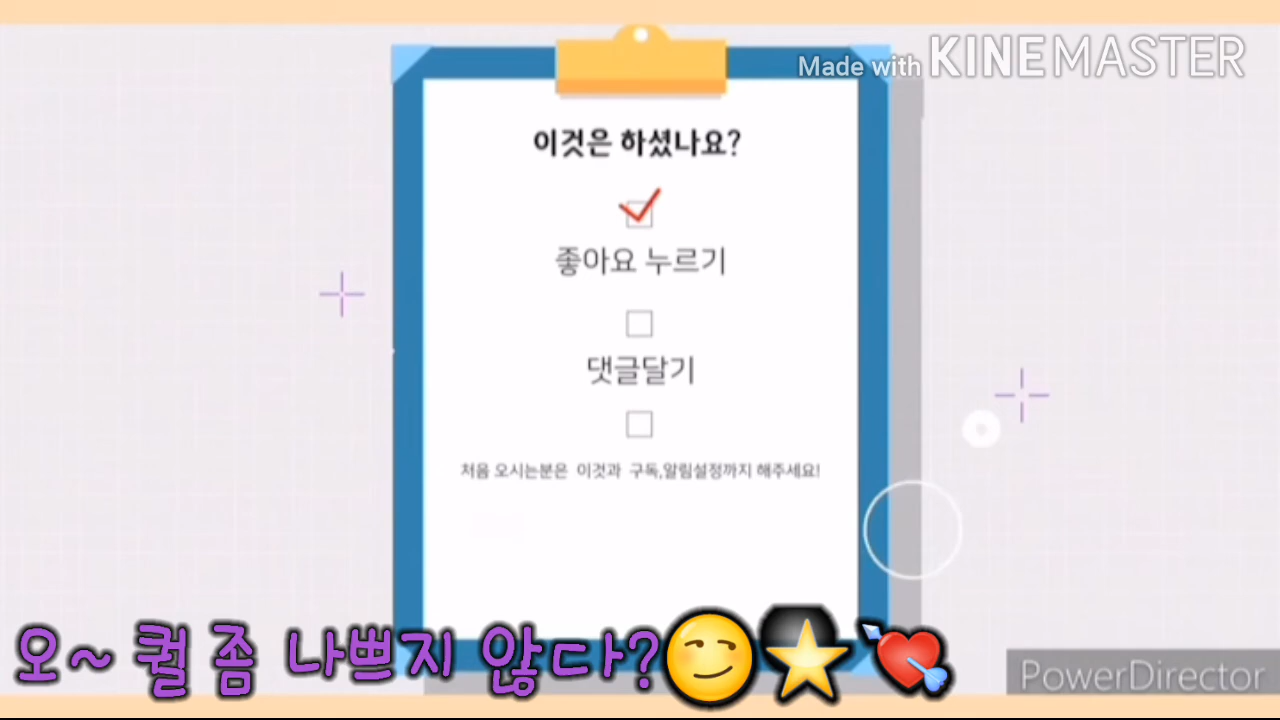 Made with KINEMASTER
이것은 하셨나요?
좋아요 누르기
댓글달기
처음 오시는분은 이것과 구독,알림설정까지 해주세요!
오~ 퀄 좀 나쁘지 않다?
PowerDirector